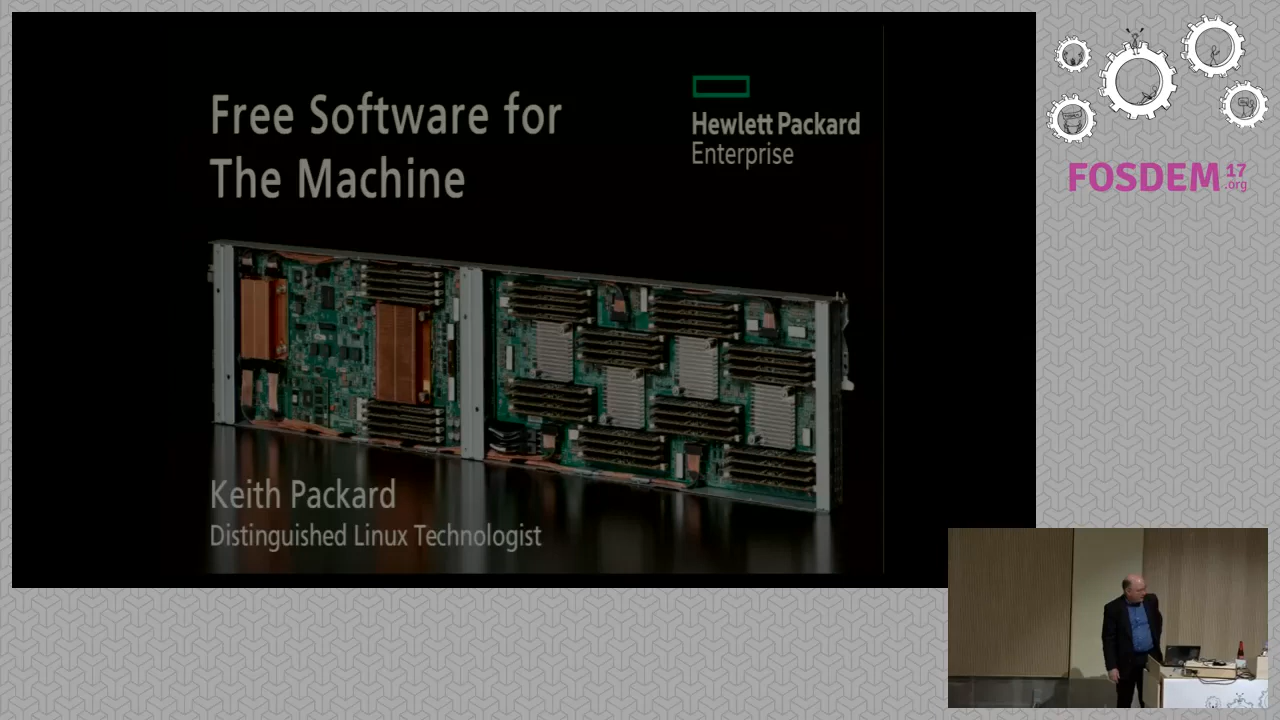 Free Software for
The Machine
Hewlett Packard
Enterprise
Keith Packard
Distinguished Linux Technologist
FOSDEM 17
.org